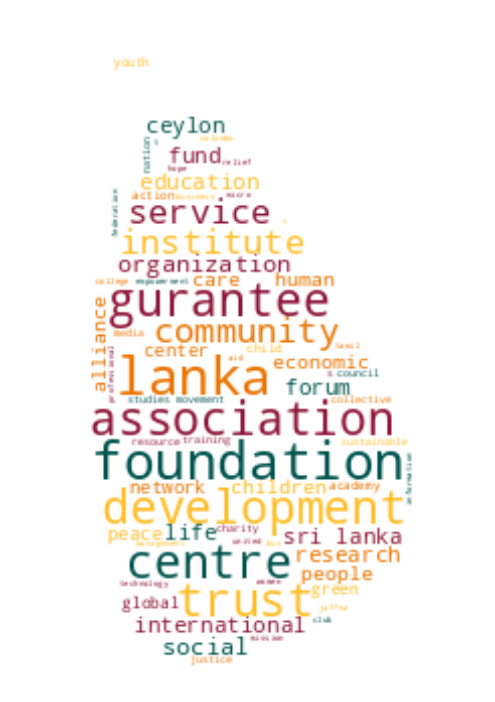 youth
ceylon
nation
fund
relief
hope
education
action business micro
federation
service
institute
organization
college empowerment care human
gurantee
alliance
media community
center child tamil
professional
aid economic
lanka s council
forum
studies movement collective
association
resource training sustainable
foundation
information
network children academy
development
peace life charity sri lanka
management united
centre research
technology women people
trust green
global jaffna
international club
social mission
justice